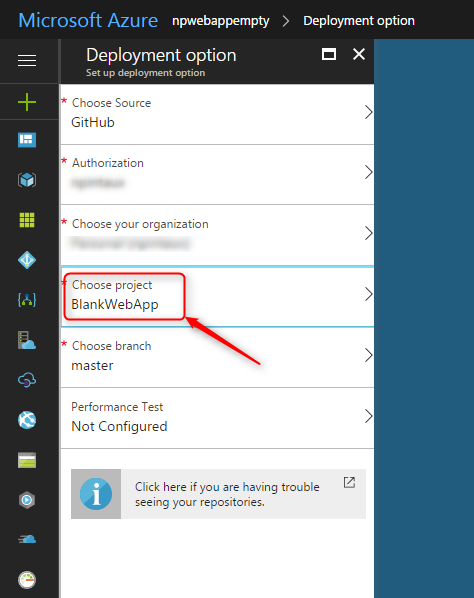 Microsoft Azure npwebappempty > Deployment option
Deployment option
Set up deployment option
* Choose Source
GitHub
* Authorization
* Choose your organization
* Choose project
BlankWebApp
* Choose branch
master
Performance Test
Not Configured
Click here if you are having trouble
seeing your repositories.